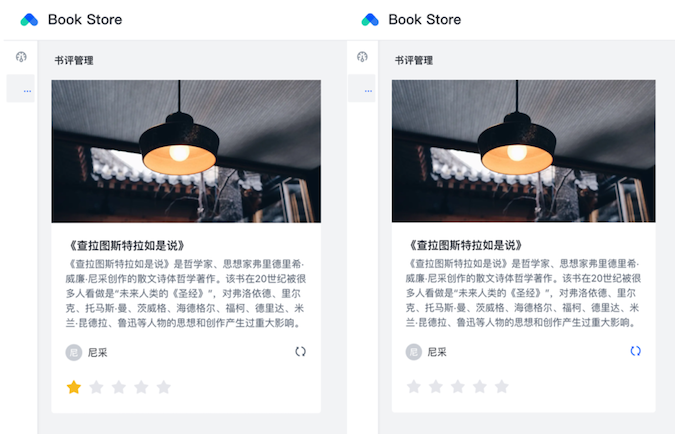 Book Store
...
书评管理
《查拉图斯特拉如是说》
《查拉图斯特拉如是说》是哲学家、思想家弗里德里希·
威廉·尼采创作的散文诗体哲学著作。该书在20世纪被很
多人看做是“未来人类的《圣经》”，对弗洛依德、里尔
克、托马斯·曼、茨威格、海德格尔、福柯、德里达、米
兰·昆德拉、鲁迅等人物的思想和创作产生过重大影响。
尼 尼采
Book Store
...
书评管理
《查拉图斯特拉如是说》
《查拉图斯特拉如是说》是哲学家、思想家弗里德里希·
威廉·尼采创作的散文诗体哲学著作。该书在20世纪被很
多人看做是“未来人类的《圣经》”，对弗洛依德、里尔
克、托马斯·曼、茨威格、海德格尔、福柯、德里达、米
兰·昆德拉、鲁迅等人物的思想和创作产生过重大影响。
尼 尼采